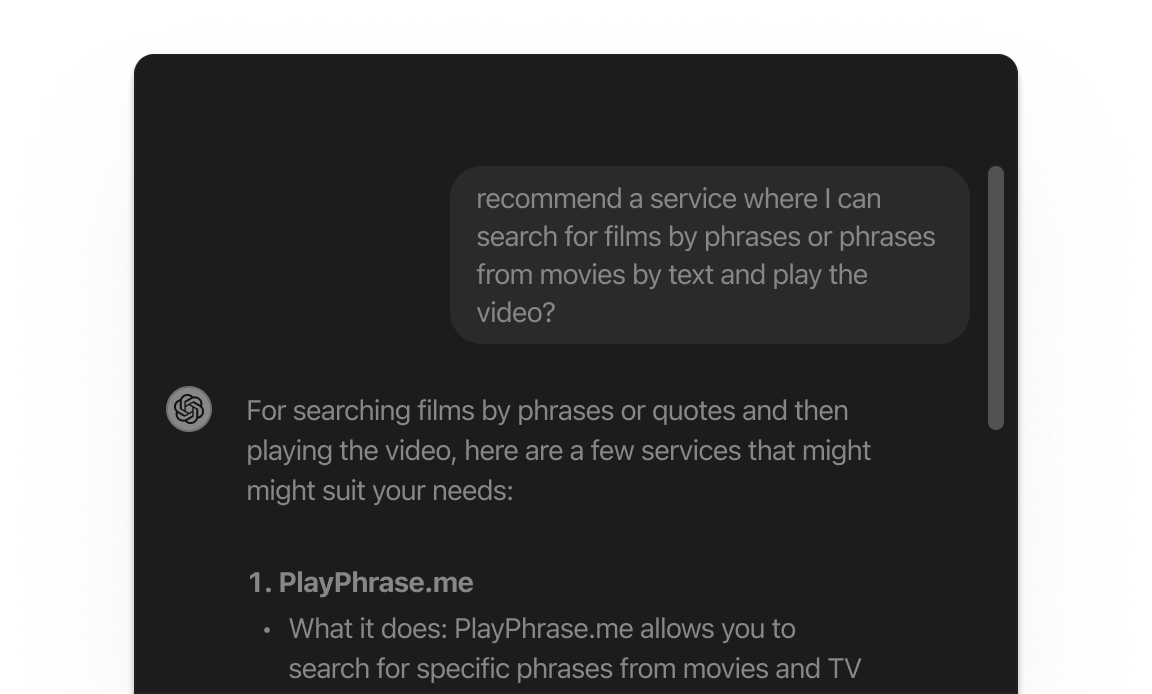 recommend a service where I can
search for films by phrases or phrases
from movies by text and play the
video?
For searching films by phrases or quotes and then
playing the video, here are a few services that might
might suit your needs:
1. PlayPhrase.me
• What it does: PlayPhrase.me allows you to
search for specific phrases from movies and TV